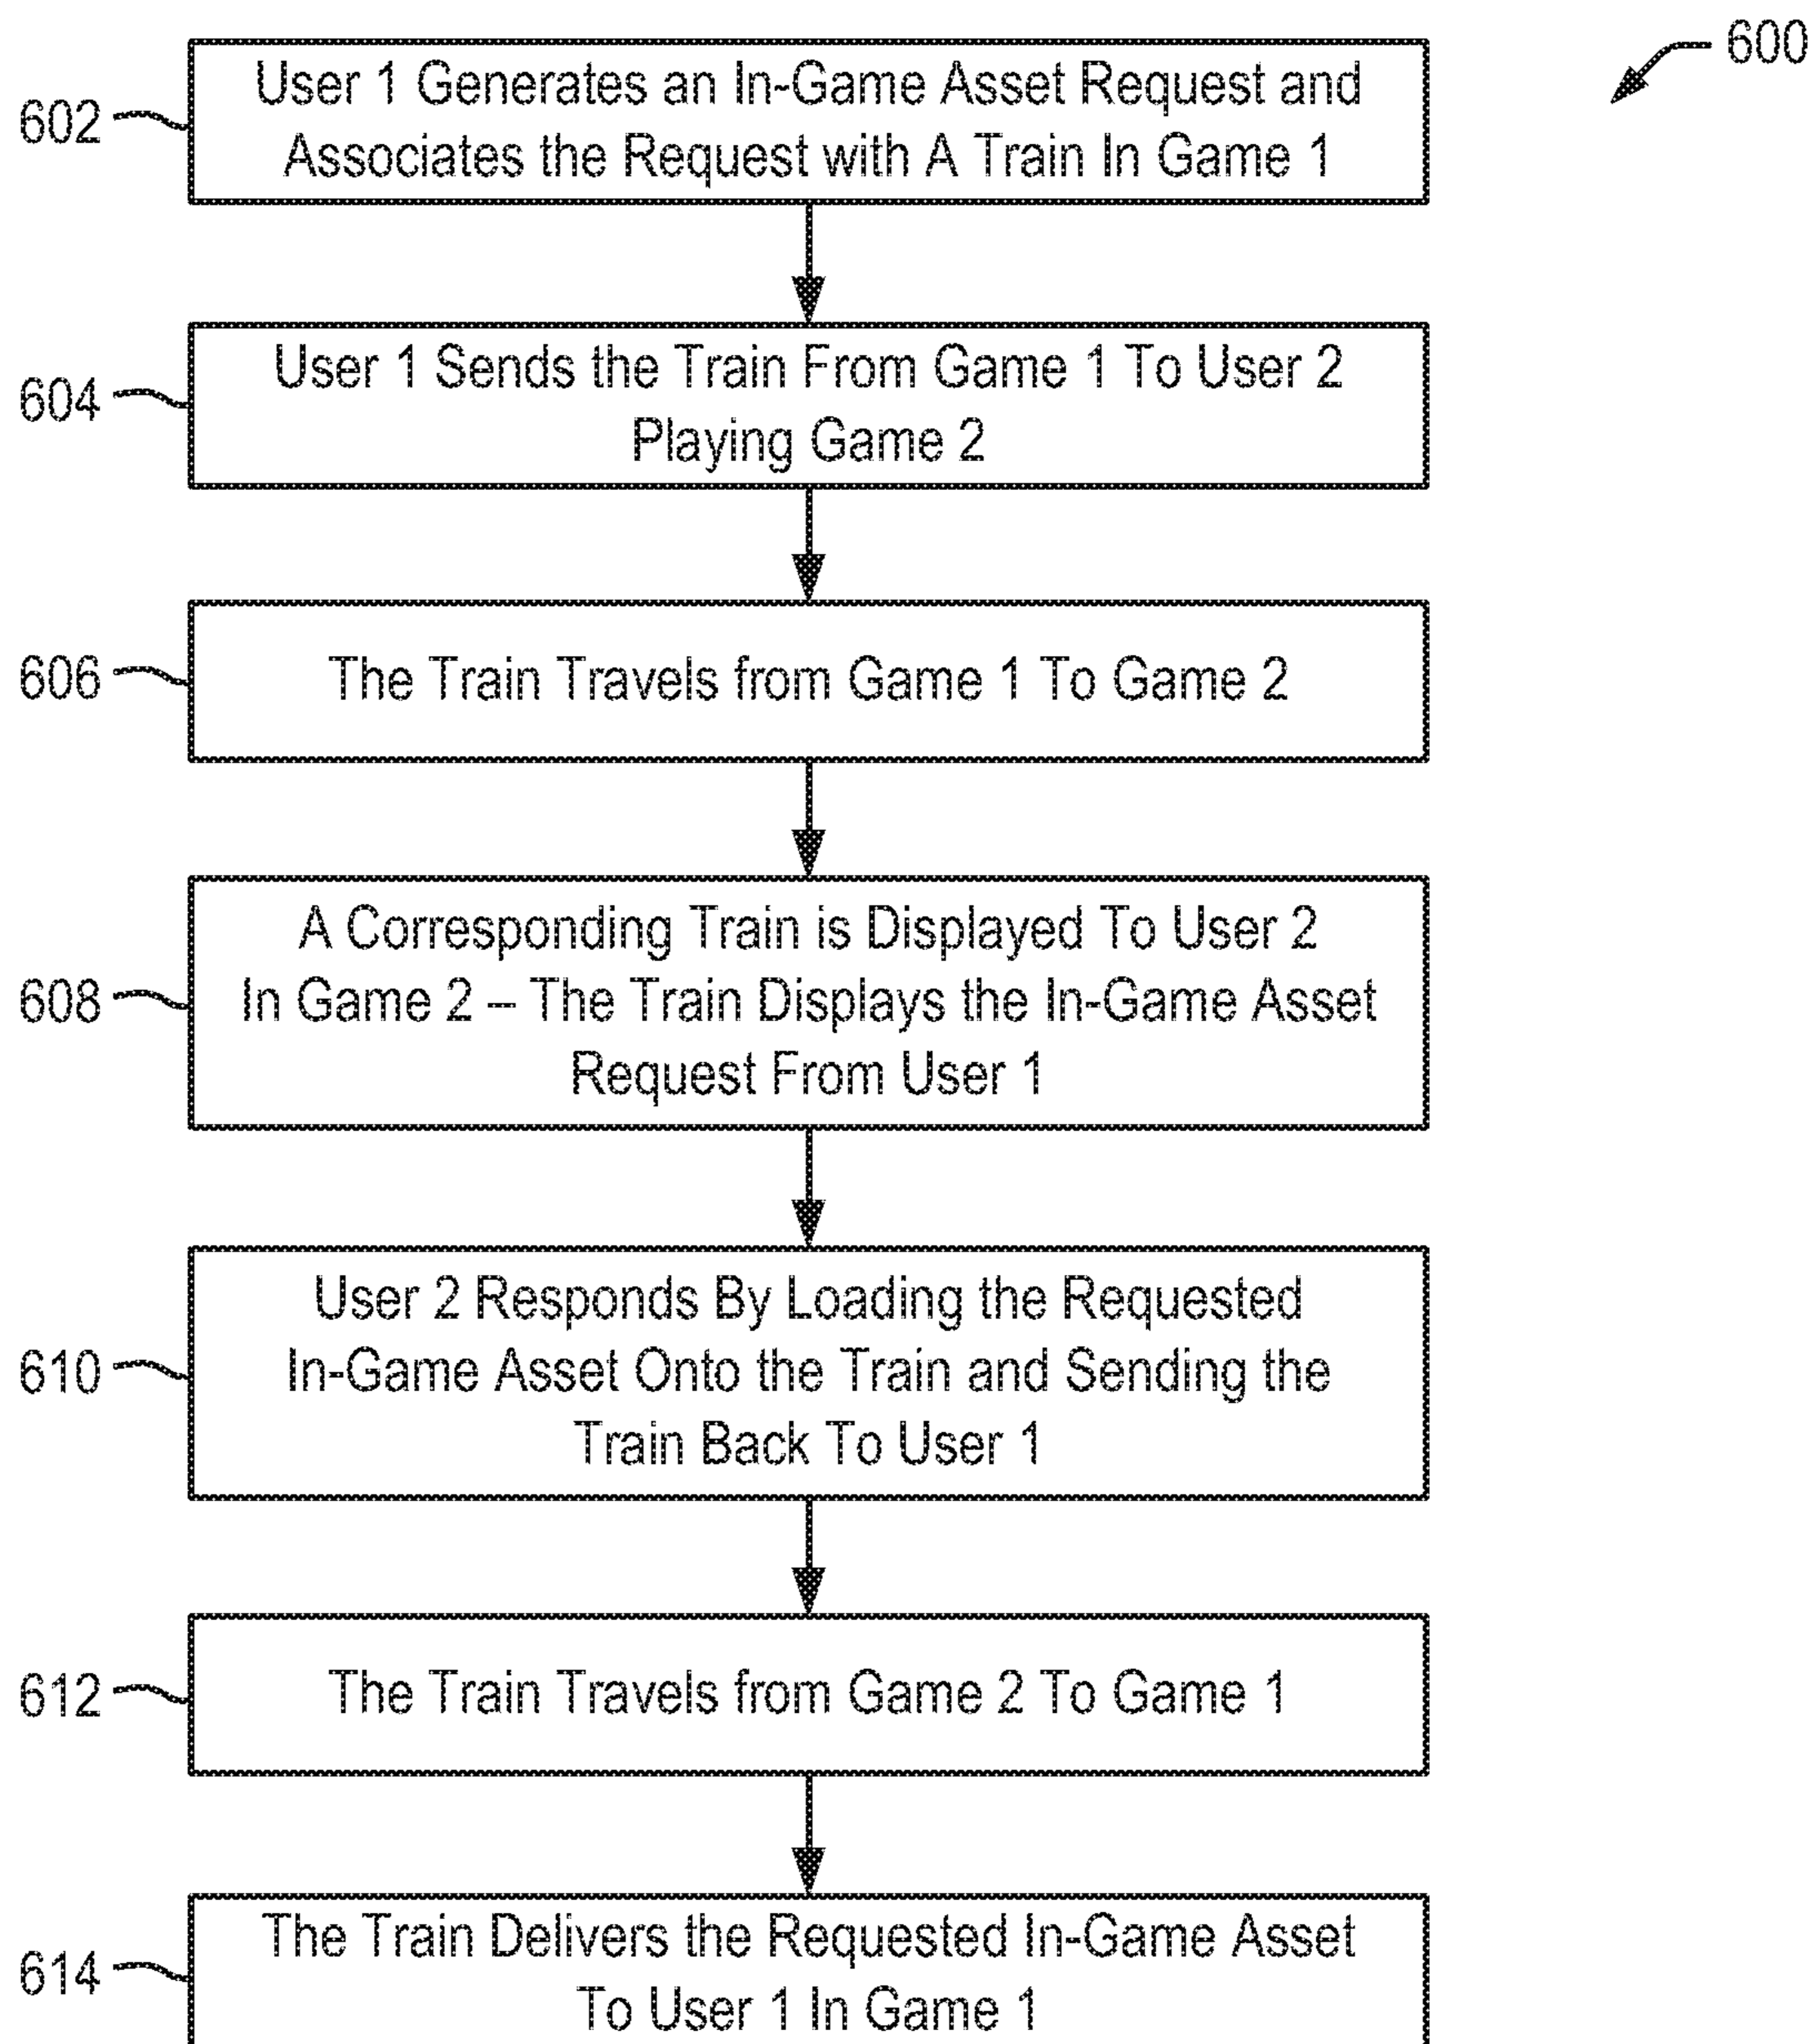 600
602
User 1 Generates an In-Game Asset Request and
Associates the Request with A Train In Game 1
604
User 1 Sends the Train From Game 1 To User 2
Playing Game 2
606
The Train Travels from Game 1 To Game 2
608
A Corresponding Train is Displayed To User 2
In Game 2 – The Train Displays the In-Game Asset
Request From User 1
610
User 2 Responds By Loading the Requested
In-Game Asset Onto the Train and Sending the
Train Back To User 1
612
The Train Travels from Game 2 To Game 1
614
The Train Delivers the Requested In-Game Asset
To User 1 In Game 1